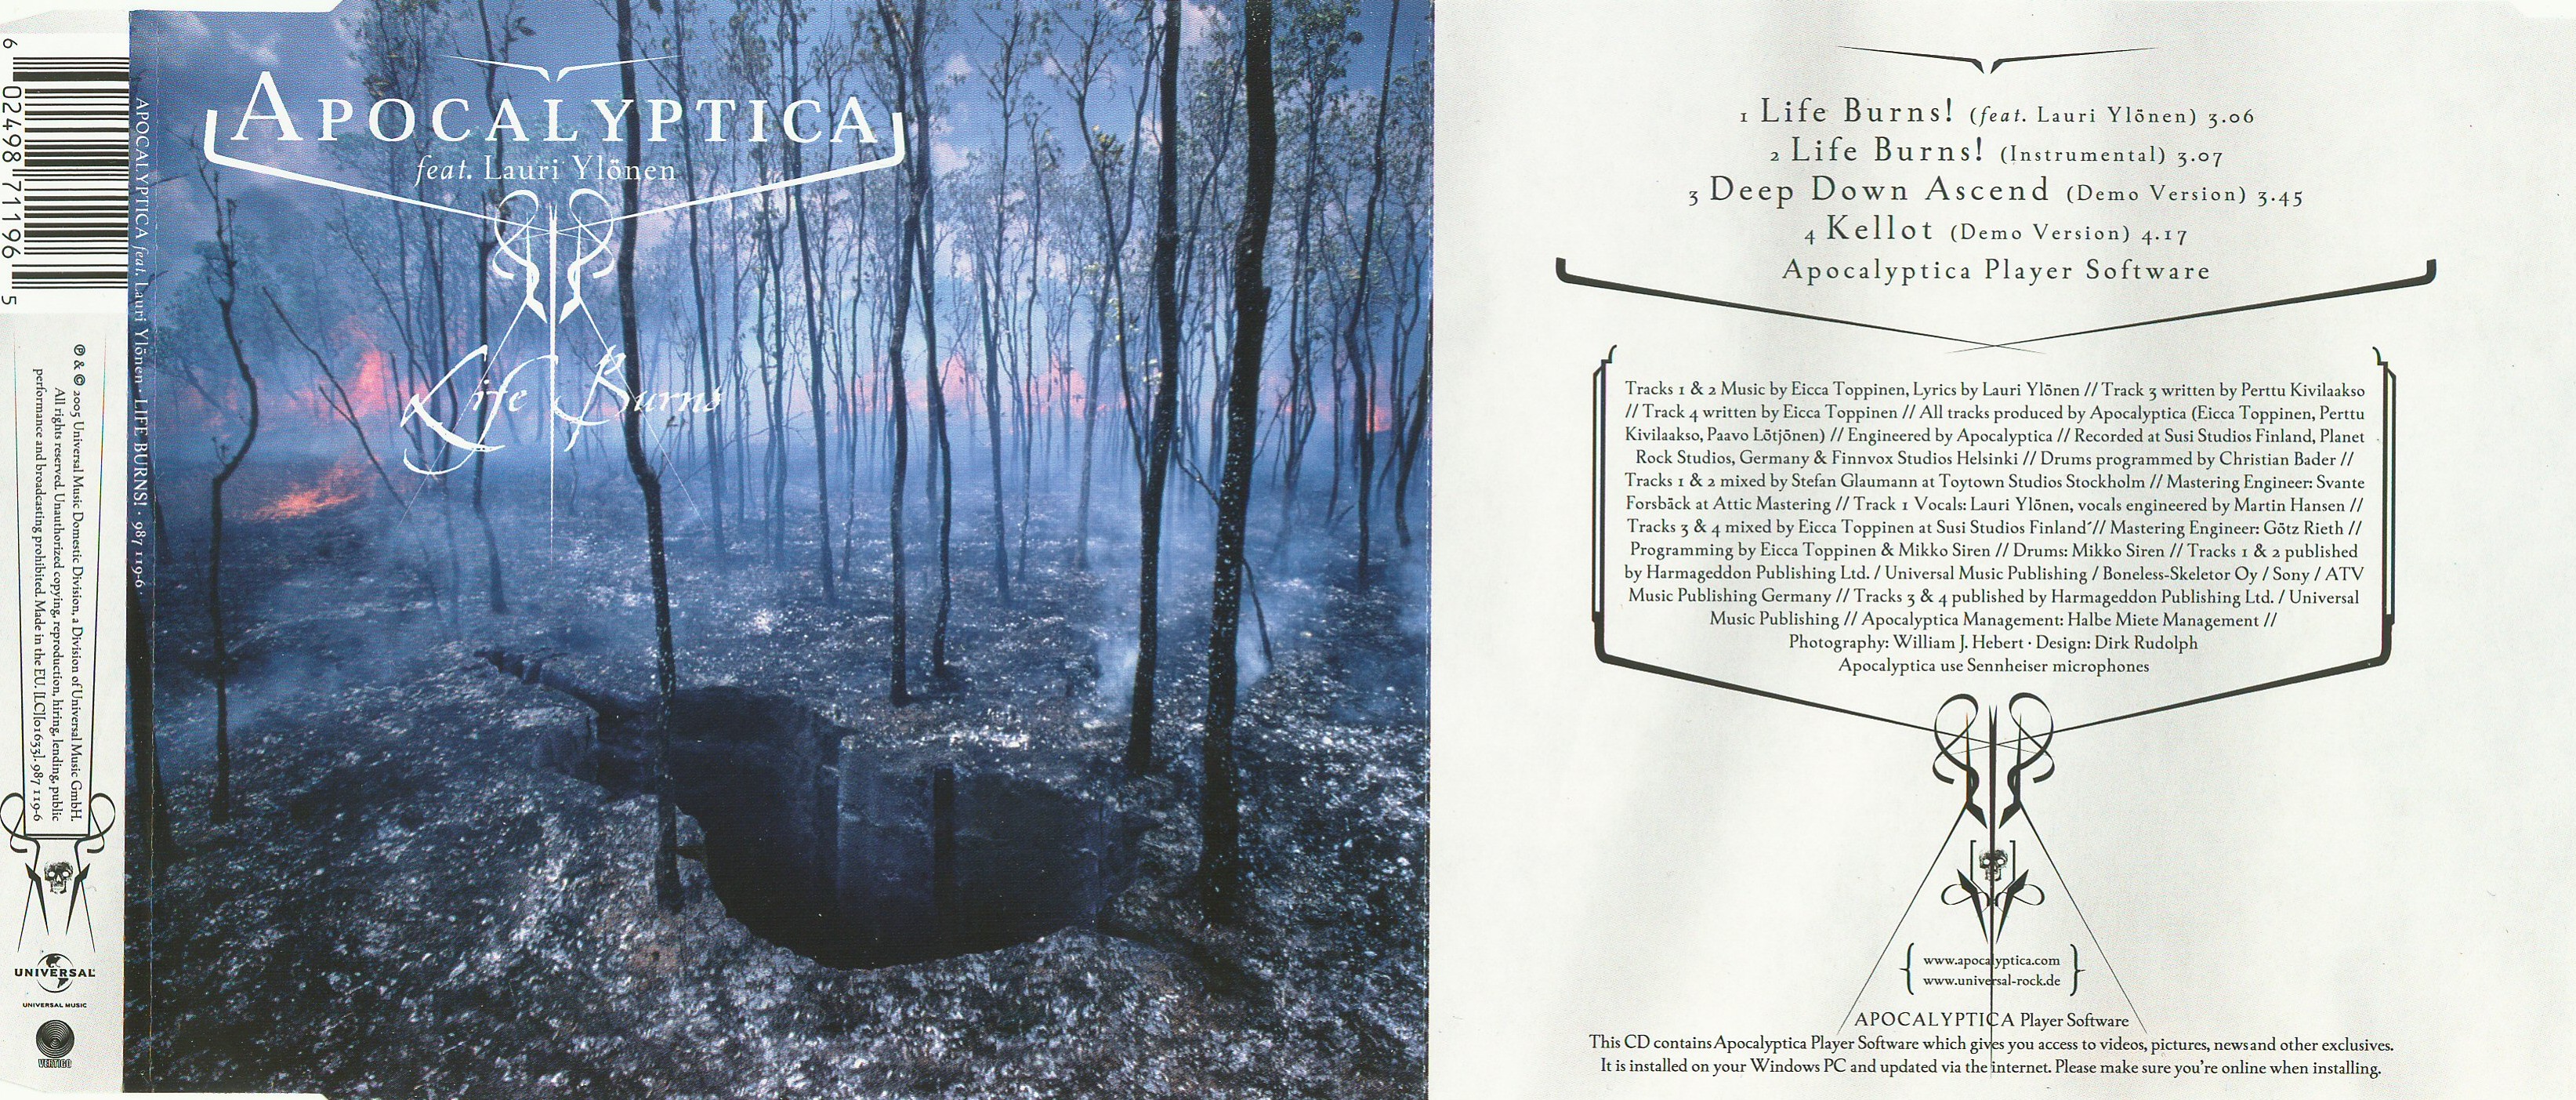 6 02498 71196 5
℗ & © 2005 Universal Music Domestic Division, a Division of Universal Music GmbH.
All rights reserved. Unauthorized copying, reproduction, hiring, lending, public
performance and broadcasting prohibited. Made in the EU. [LC][01633]. 987 119-6
UNIVERSAL
UNIVERSAL MUSIC
VERTIGO
APOCALYPTICA feat. Lauri Ylönen · LIFE BURNS! · 987 119-6 ·
APOCALYPTICA
feat. Lauri Ylönen
Life Burns
1 Life Burns! (feat. Lauri Ylönen) 3.06
2 Life Burns! (Instrumental) 3.07
3 Deep Down Ascend (Demo Version) 3.45
4 Kellot (Demo Version) 4.17
Apocalyptica Player Software
Tracks 1 & 2 Music by Eicca Toppinen, Lyrics by Lauri Ylönen // Track 3 written by Perttu Kivilaakso
// Track 4 written by Eicca Toppinen // All tracks produced by Apocalyptica (Eicca Toppinen, Perttu
Kivilaakso, Paavo Lötjönen) // Engineered by Apocalyptica // Recorded at Susi Studios Finland, Planet
Rock Studios, Germany & Finnvox Studios Helsinki // Drums programmed by Christian Bader //
Tracks 1 & 2 mixed by Stefan Glaumann at Toytown Studios Stockholm // Mastering Engineer: Svante
Forsbäck at Attic Mastering // Track 1 Vocals: Lauri Ylönen, vocals engineered by Martin Hansen //
Tracks 3 & 4 mixed by Eicca Toppinen at Susi Studios Finland // Mastering Engineer: Götz Rieth //
Programming by Eicca Toppinen & Mikko Siren // Drums: Mikko Siren // Tracks 1 & 2 published
by Harmageddon Publishing Ltd. / Universal Music Publishing / Boneless-Skeletor Oy / Sony / ATV
Music Publishing Germany // Tracks 3 & 4 published by Harmageddon Publishing Ltd. / Universal
Music Publishing // Apocalyptica Management: Halbe Miete Management //
Photography: William J. Hebert · Design: Dirk Rudolph
Apocalyptica use Sennheiser microphones
www.apocalyptica.com
www.universal-rock.de
APOCALYPTICA Player Software
This CD contains Apocalyptica Player Software which gives you access to videos, pictures, news and other exclusives.
It is installed on your Windows PC and updated via the internet. Please make sure you're online when installing.